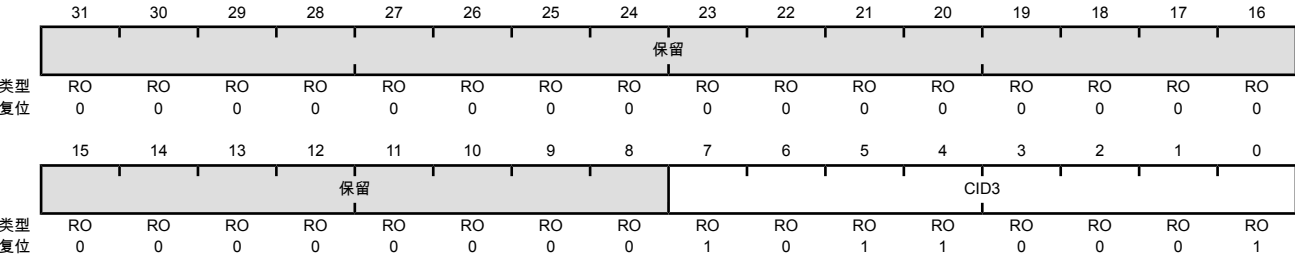 31 30 29 28 27 26 25 24 23 22 21 20 19 18 17 16
保留
类型 RO RO RO RO RO RO RO RO RO RO RO RO RO RO RO RO
复位 0 0 0 0 0 0 0 0 0 0 0 0 0 0 0 0
15 14 13 12 11 10 9 8 7 6 5 4 3 2 1 0
保留 CID3
类型 RO RO RO RO RO RO RO RO RO RO RO RO RO RO RO RO
复位 0 0 0 0 0 0 0 0 1 0 1 1 0 0 0 1